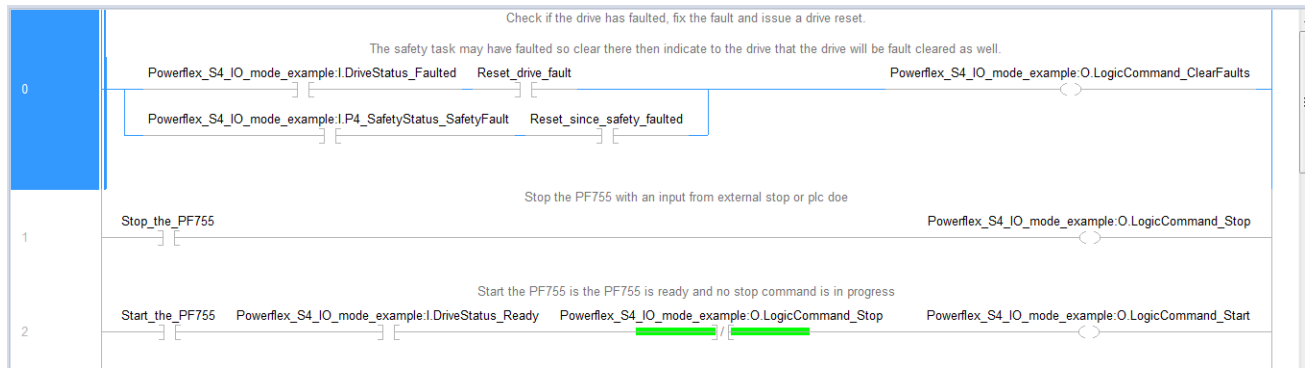 Check if the drive has faulted, fix the fault and issue a drive reset.
The safety task may have faulted so clear there then indicate to the drive that the drive will be fault cleared as well.
Powerflex_S4_IO_mode_example:I.DriveStatus_Faulted Reset_drive_fault Powerflex_S4_IO_mode_example:O.LogicCommand_ClearFaults
0
Powerflex_S4_IO_mode_example:I.P4_SafetyStatus_SafetyFault Reset_since_safety_faulted
Stop the PF755 with an input from external stop or plc doe
Stop_the_PF755 Powerflex_S4_IO_mode_example:O.LogicCommand_Stop
1
Start the PF755 is the PF755 is ready and no stop command is in progress
Start_the_PF755 Powerflex_S4_IO_mode_example:I.DriveStatus_Ready Powerflex_S4_IO_mode_example:O.LogicCommand_Stop Powerflex_S4_IO_mode_example:O.LogicCommand_Start
2